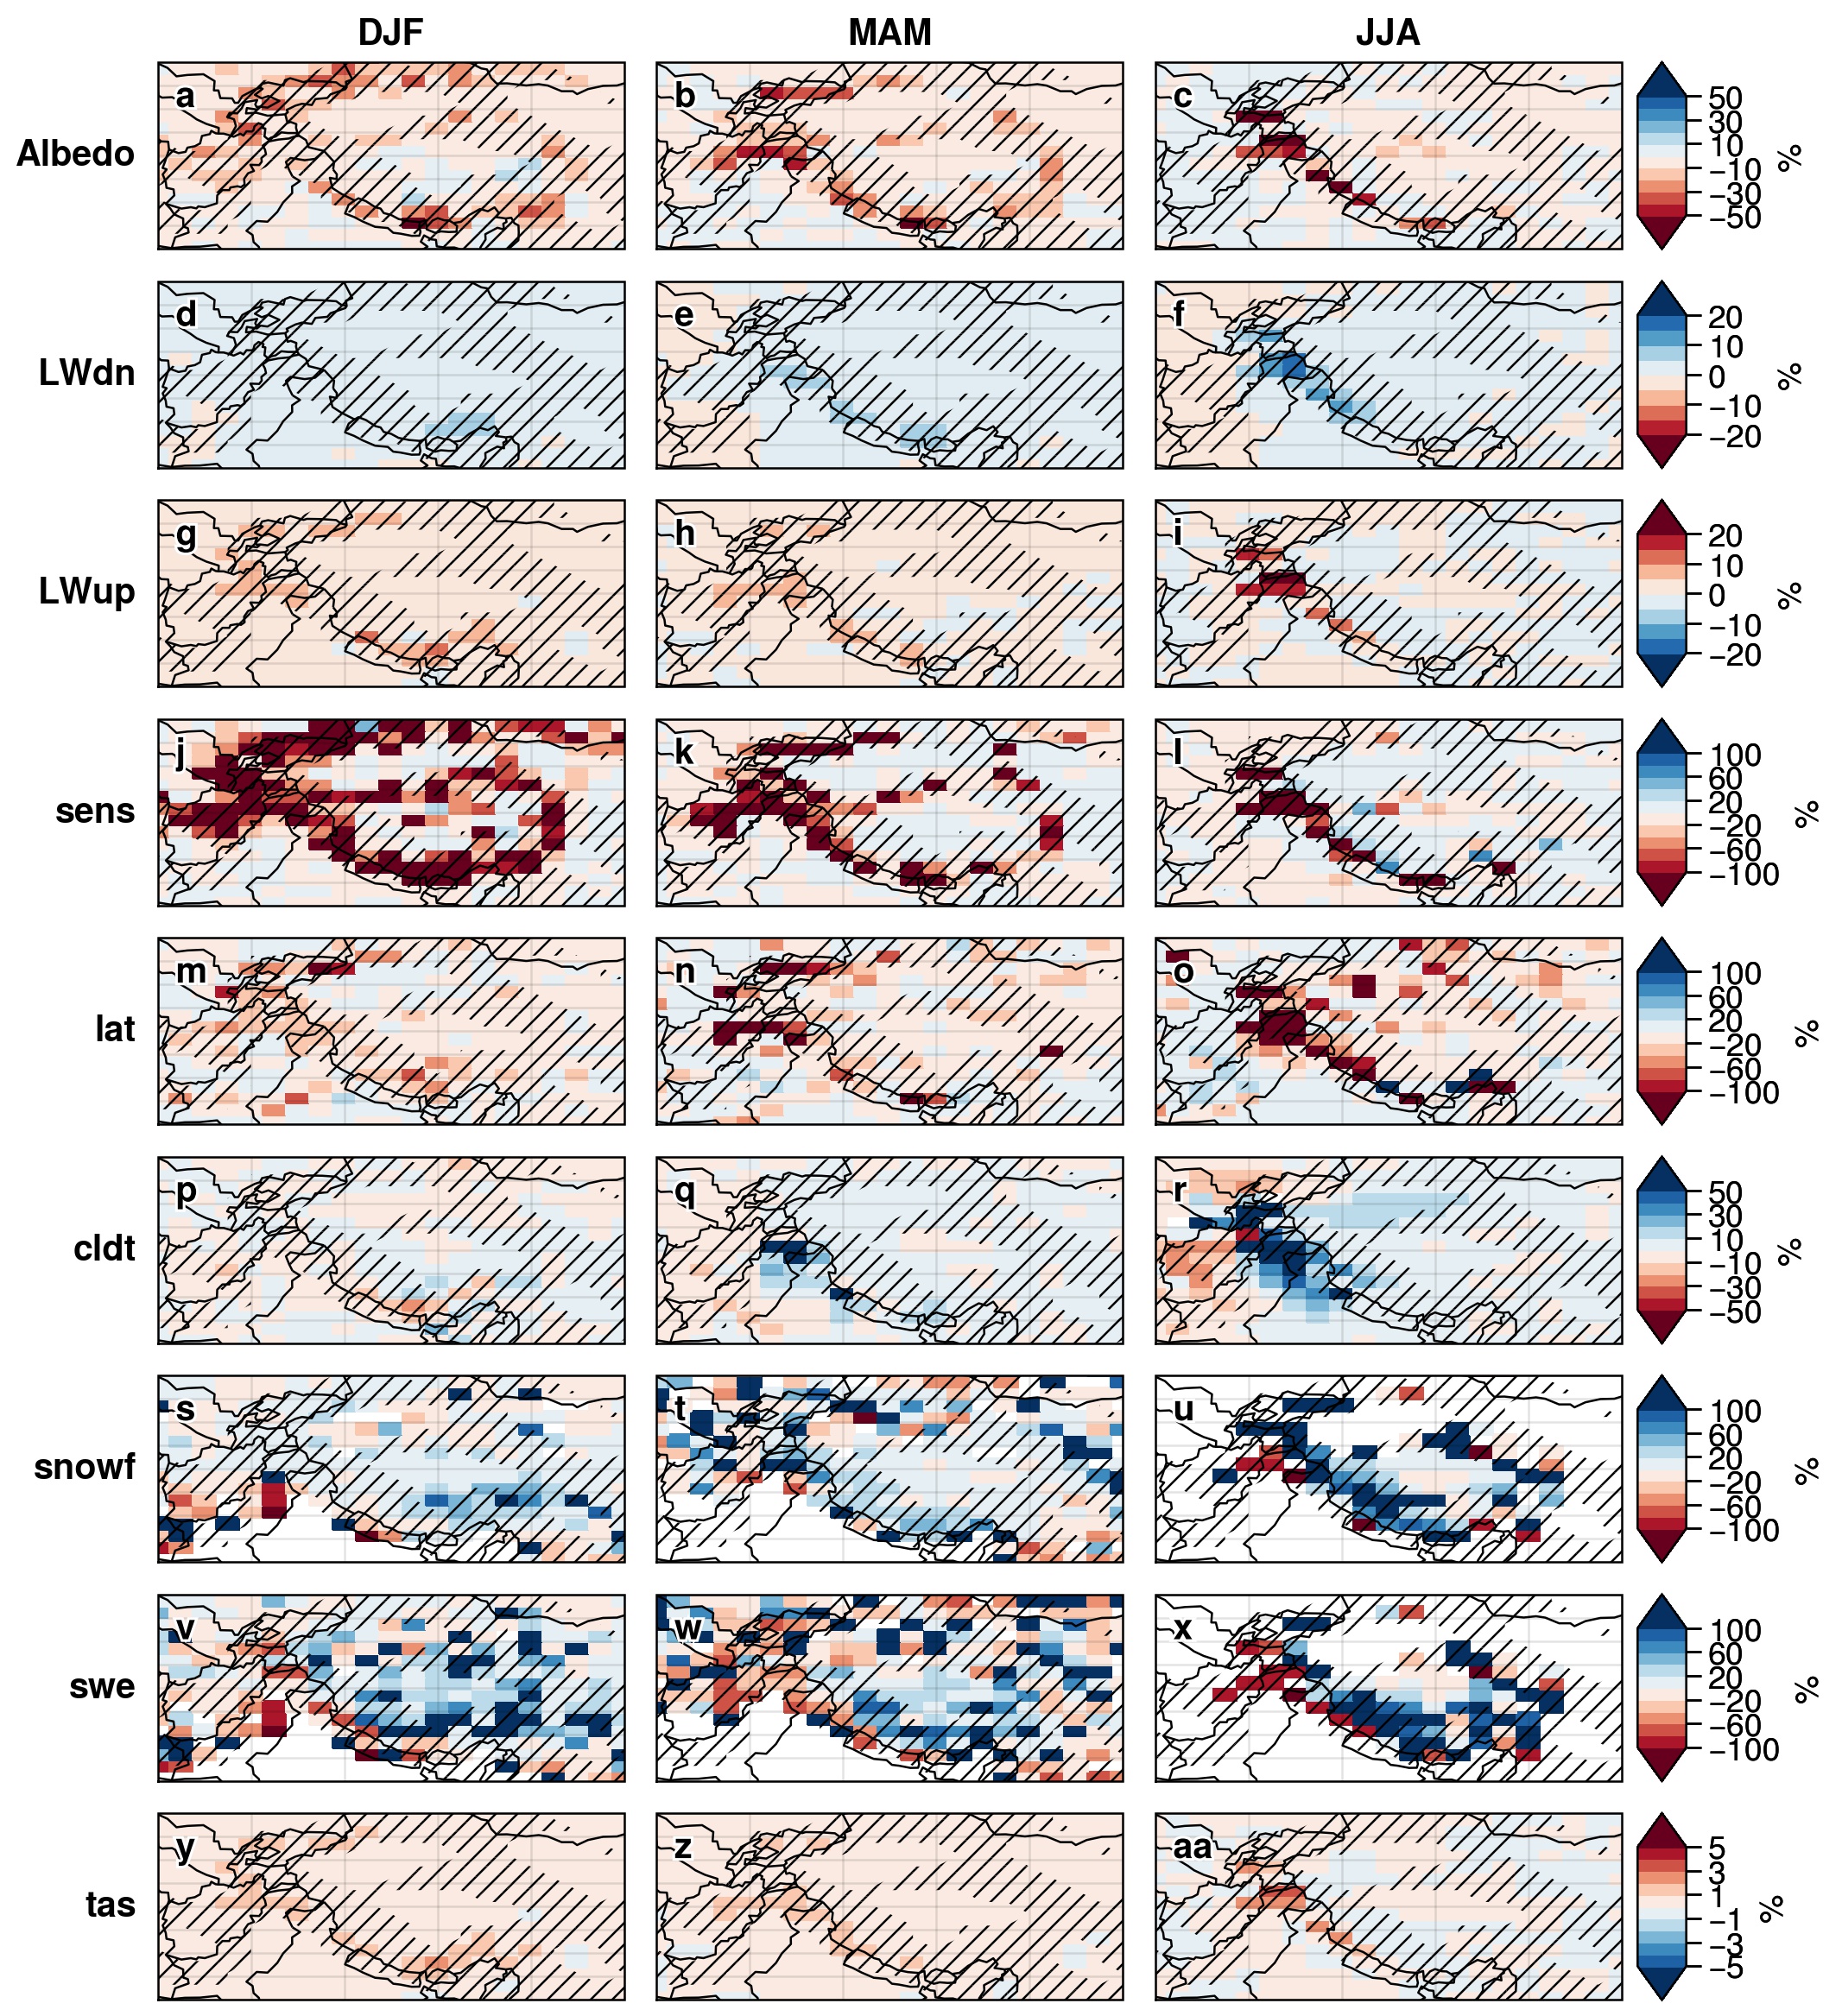 DJF MAM JJA
Albedo a b c 50 30 10 −10 −30 −50 %
LWdn d e f 20 10 0 −10 −20 %
LWup g h i 20 10 0 −10 −20 %
sens j k l 100 60 20 −20 −60 −100 %
lat m n o 100 60 20 −20 −60 −100 %
cldt p q r 50 30 10 −10 −30 −50 %
snowf s t u 100 60 20 −20 −60 −100 %
swe v w x 100 60 20 −20 −60 −100 %
tas y z aa 5 3 1 −1 −3 −5 %